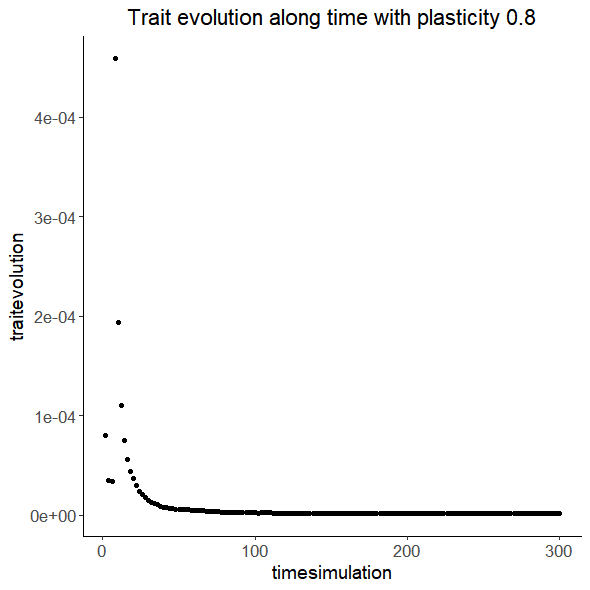 Trait evolution along time with plasticity 0.8
4e-04
3e-04
2e-04
1e-04
0e+00
traitevolution
0 100 200 300
timesimulation